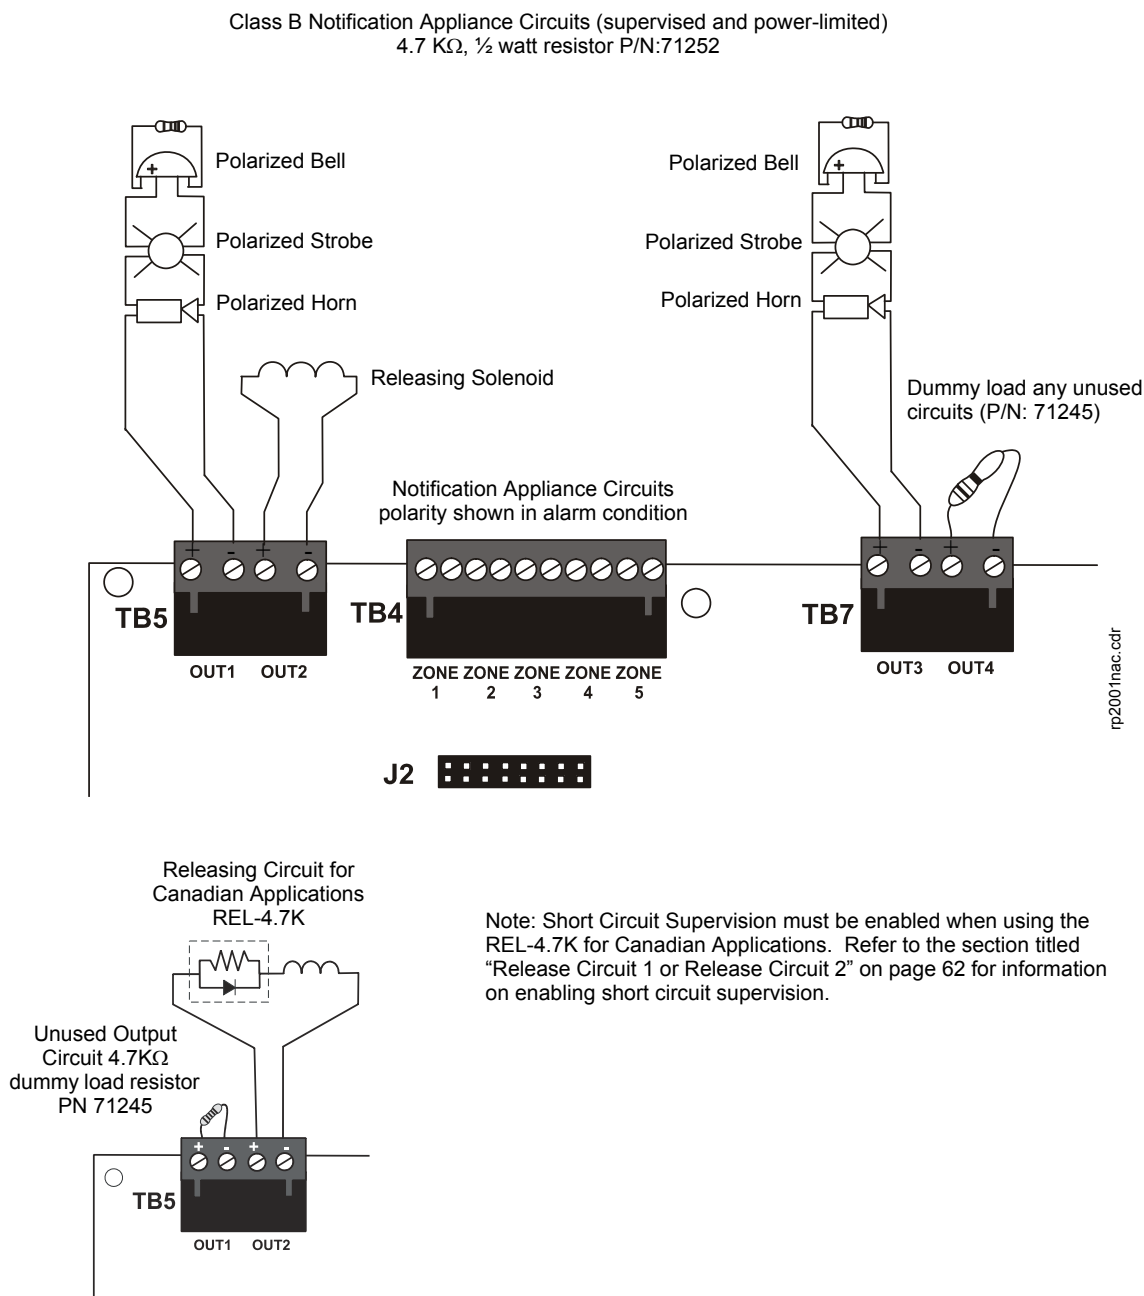 Class B Notification Appliance Circuits (supervised and power-limited)
4.7 KΩ, ½ watt resistor P/N:71252
+
Polarized Bell
Polarized Strobe
Polarized Horn
Releasing Solenoid
+
Polarized Bell
Polarized Strobe
Polarized Horn
Dummy load any unused
circuits (P/N: 71245)
Notification Appliance Circuits
polarity shown in alarm condition
+ - + -
+ - + -
TB5
TB4
TB7
OUT1 OUT2
ZONE ZONE ZONE ZONE ZONE
1 2 3 4 5
OUT3 OUT4
rp2001nac.cdr
J2
Releasing Circuit for
Canadian Applications
REL-4.7K
Note: Short Circuit Supervision must be enabled when using the
REL-4.7K for Canadian Applications. Refer to the section titled
“Release Circuit 1 or Release Circuit 2” on page 62 for information
on enabling short circuit supervision.
Unused Output
Circuit 4.7KΩ
dummy load resistor
PN 71245
+ - + -
TB5
OUT1 OUT2